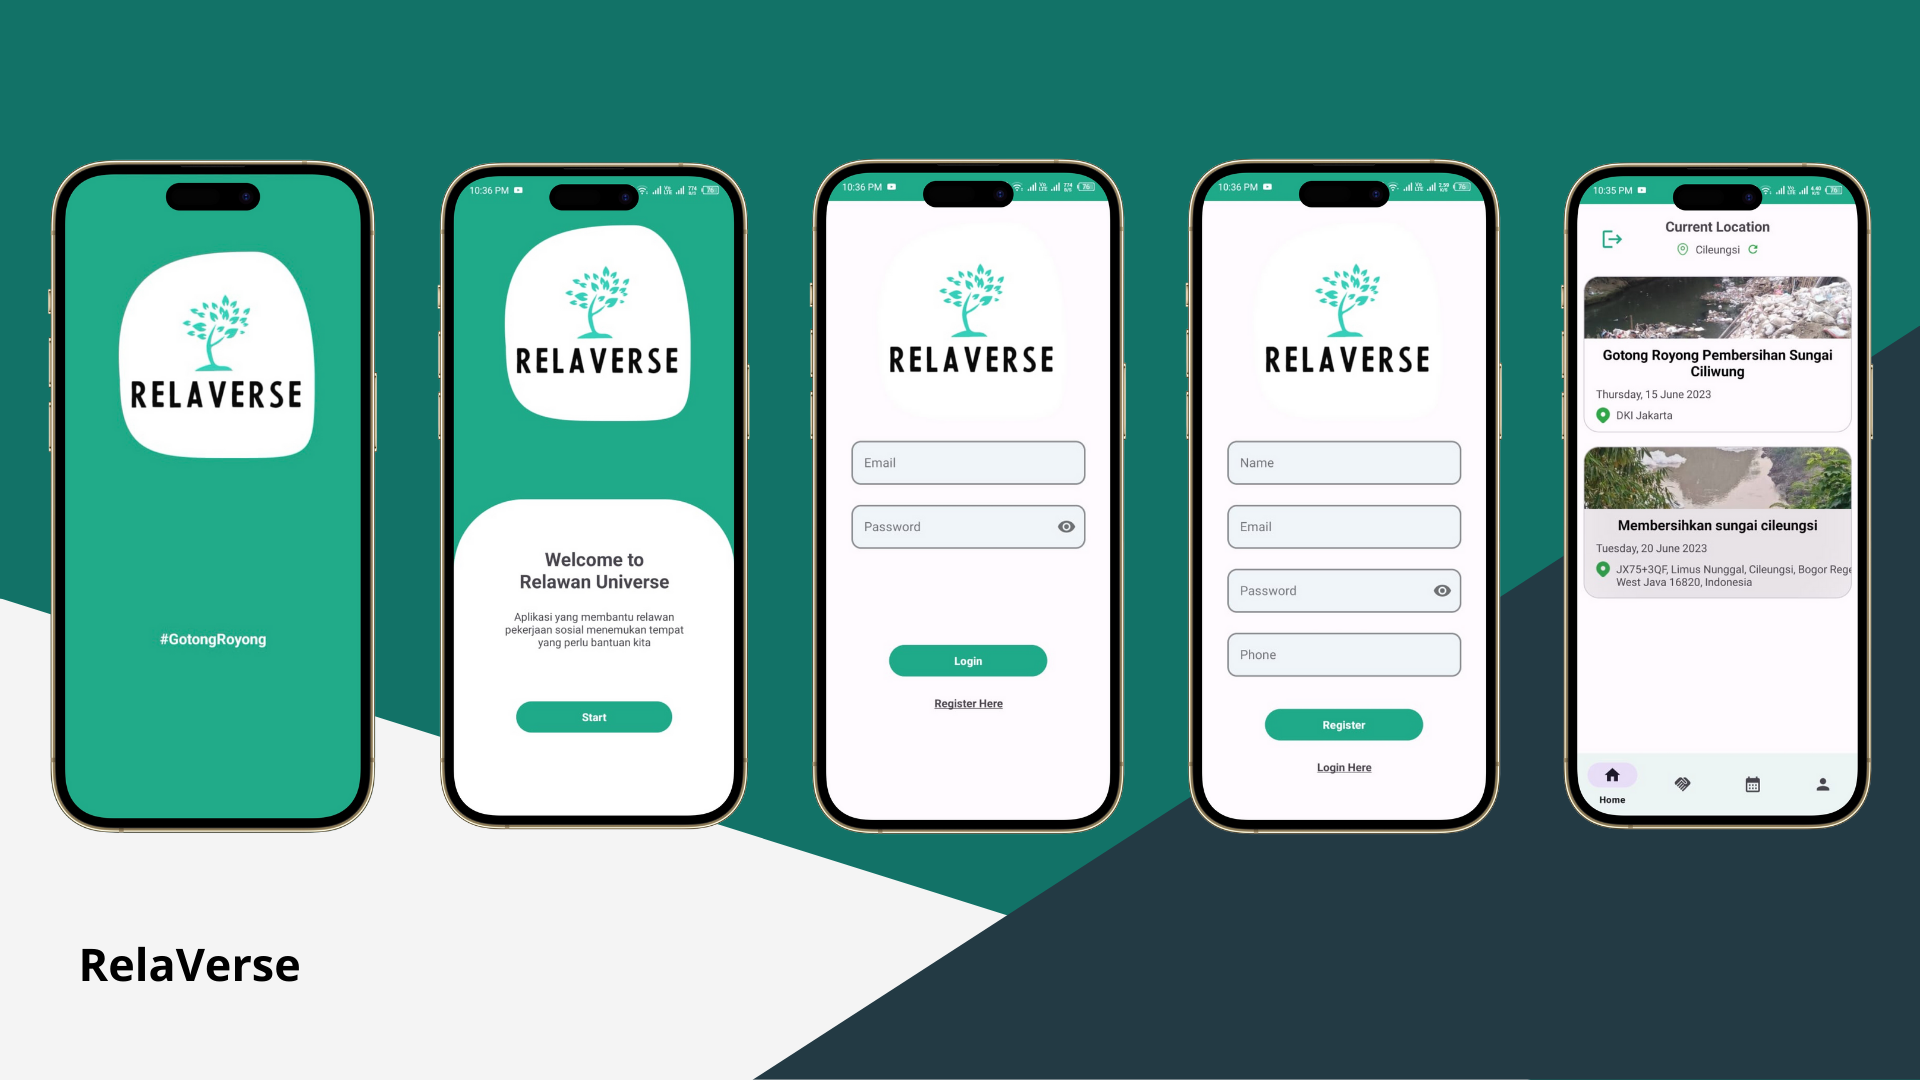 RELAVERSE
#GotongRoyong
10:36 PM
RELAVERSE
Welcome to
Relawan Universe
Aplikasi yang membantu relawan
pekerjaan sosial menemukan tempat
yang perlu bantuan kita
Start
10:36 PM
RELAVERSE
Email
Password
Login
Register Here
10:36 PM
RELAVERSE
Name
Email
Password
Phone
Register
Login Here
10:35 PM
Current Location
Cileungsi
Gotong Royong Pembersihan Sungai
Ciliwung
Thursday, 15 June 2023
DKI Jakarta
Membersihkan sungai cileungsi
Tuesday, 20 June 2023
JX75+3QF, Limus Nunggal, Cileungsi, Bogor Rege
West Java 16820, Indonesia
Home
RelaVerse